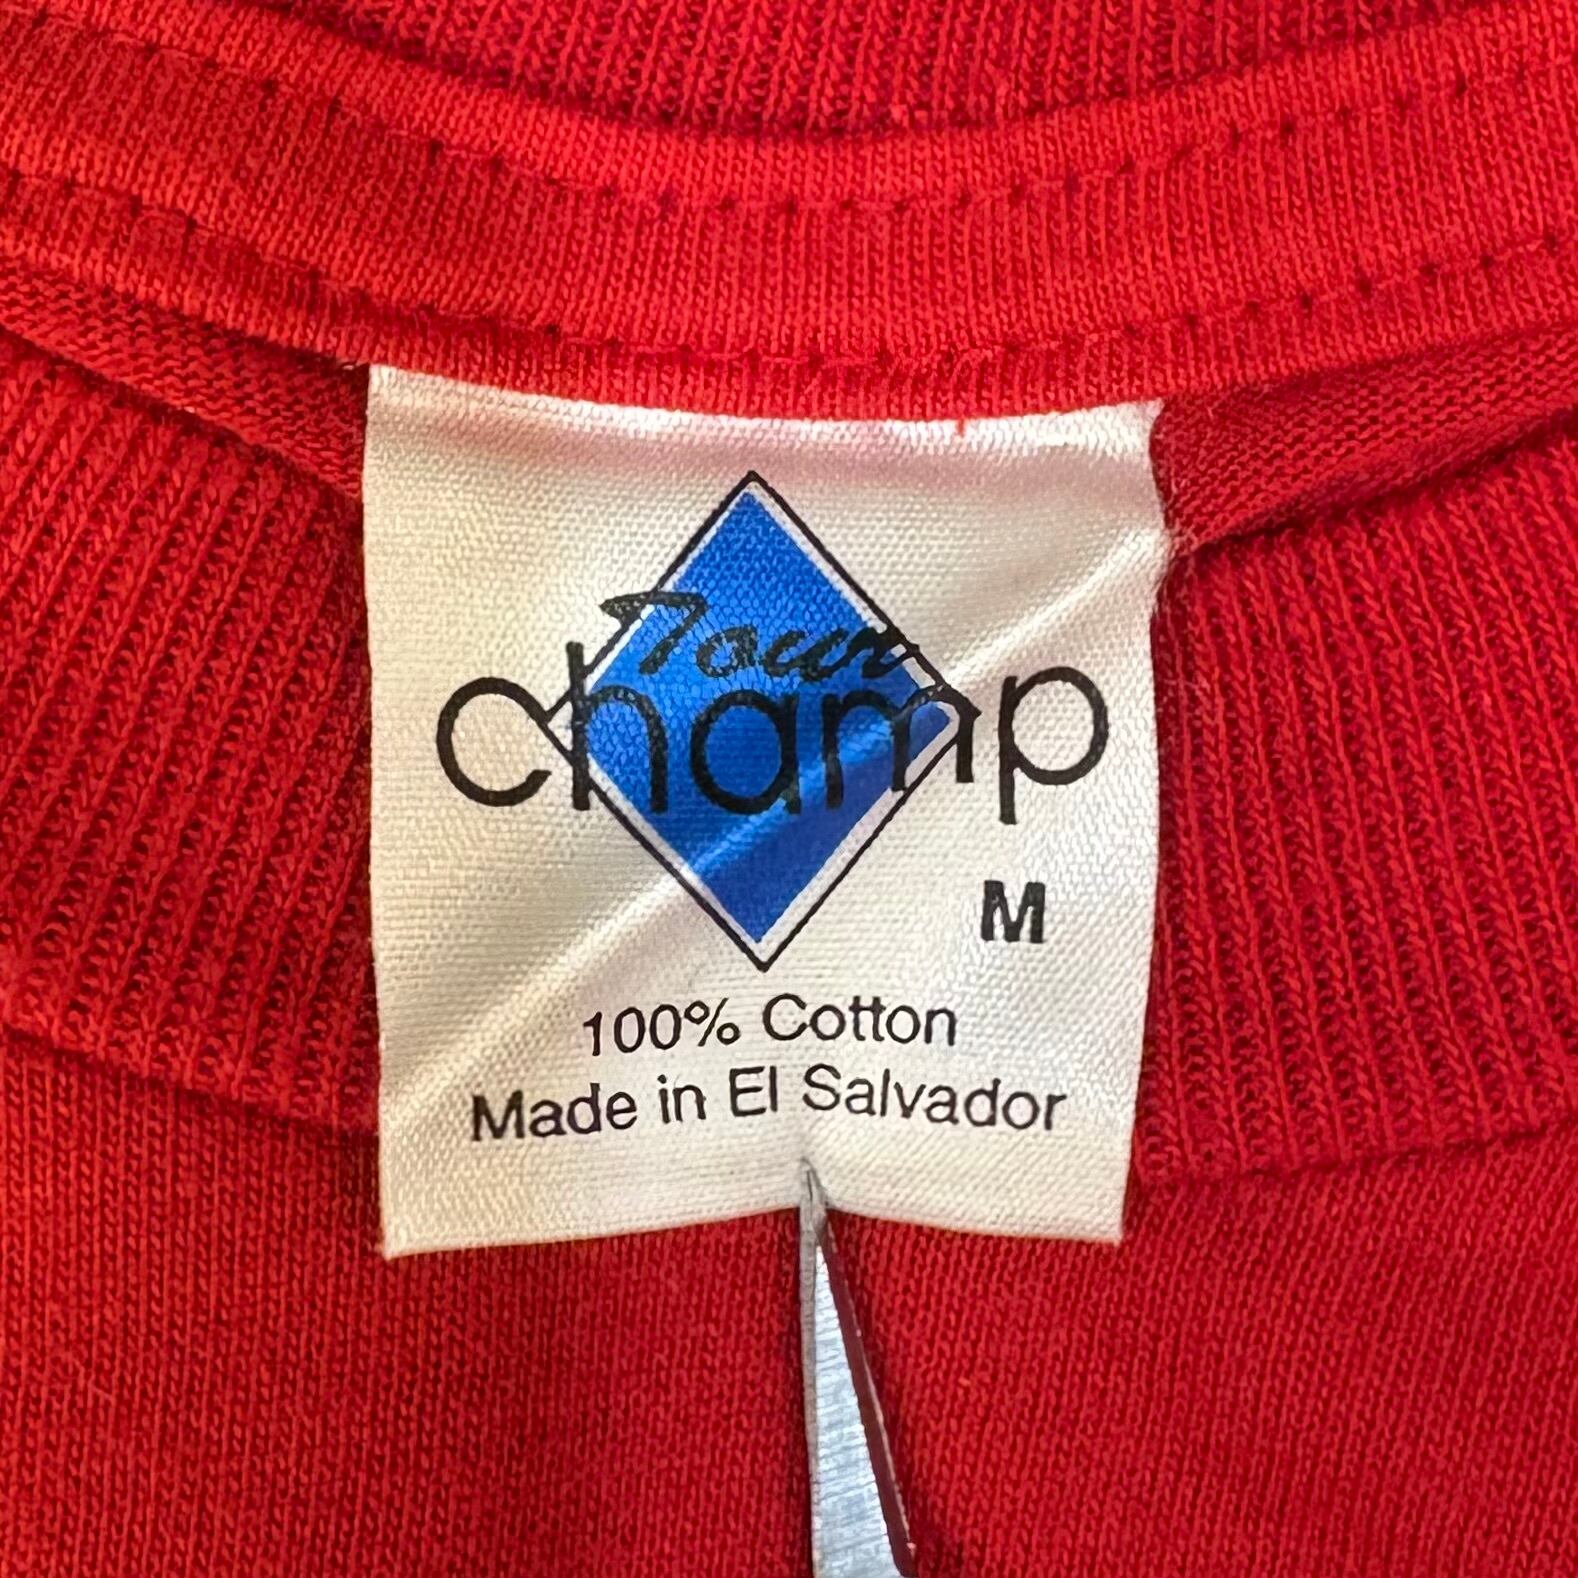 Tour
champ
M
100% Cotton
Made in El Salvador